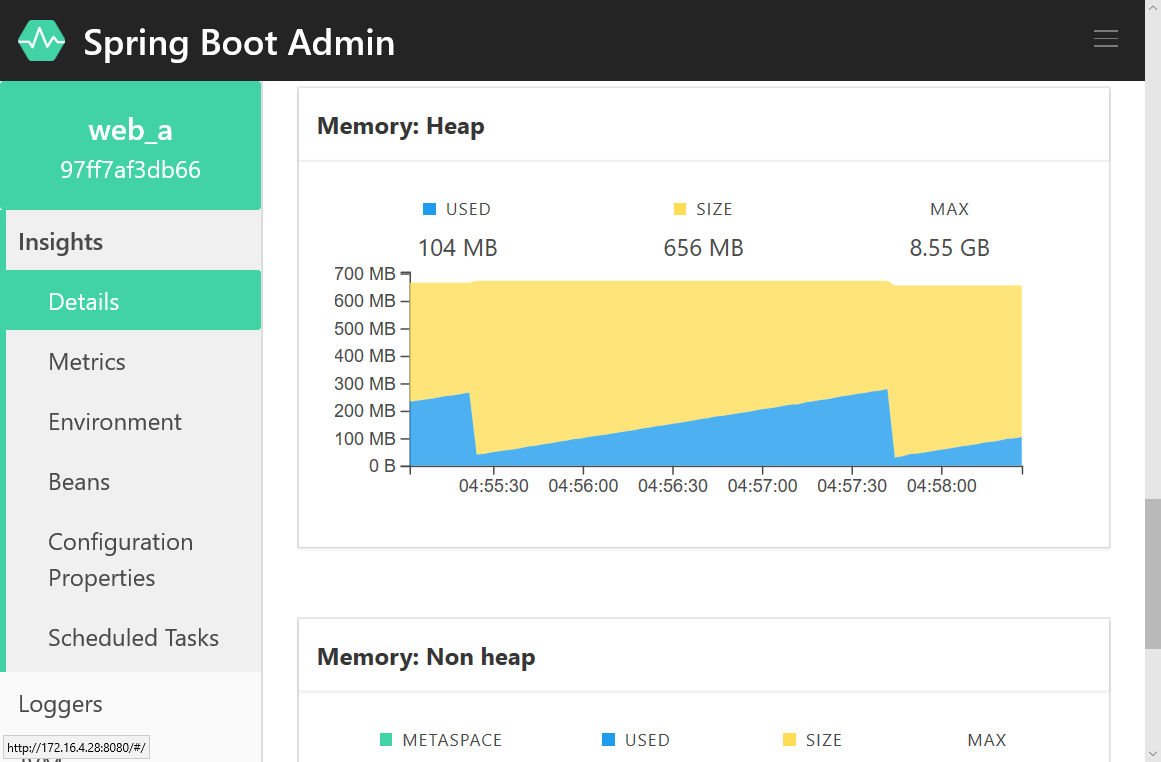 Spring Boot Admin
web_a
97ff7af3db66
Insights
Details
Metrics
Environment
Beans
Configuration
Properties
Scheduled Tasks
Loggers
http://172.16.4.28:8080/#/
Memory: Heap
USED SIZE MAX
104 MB 656 MB 8.55 GB
700 MB
600 MB
500 MB
400 MB
300 MB
200 MB
100 MB
0 B
04:55:30 04:56:00 04:56:30 04:57:00 04:57:30 04:58:00
Memory: Non heap
METASPACE USED SIZE MAX